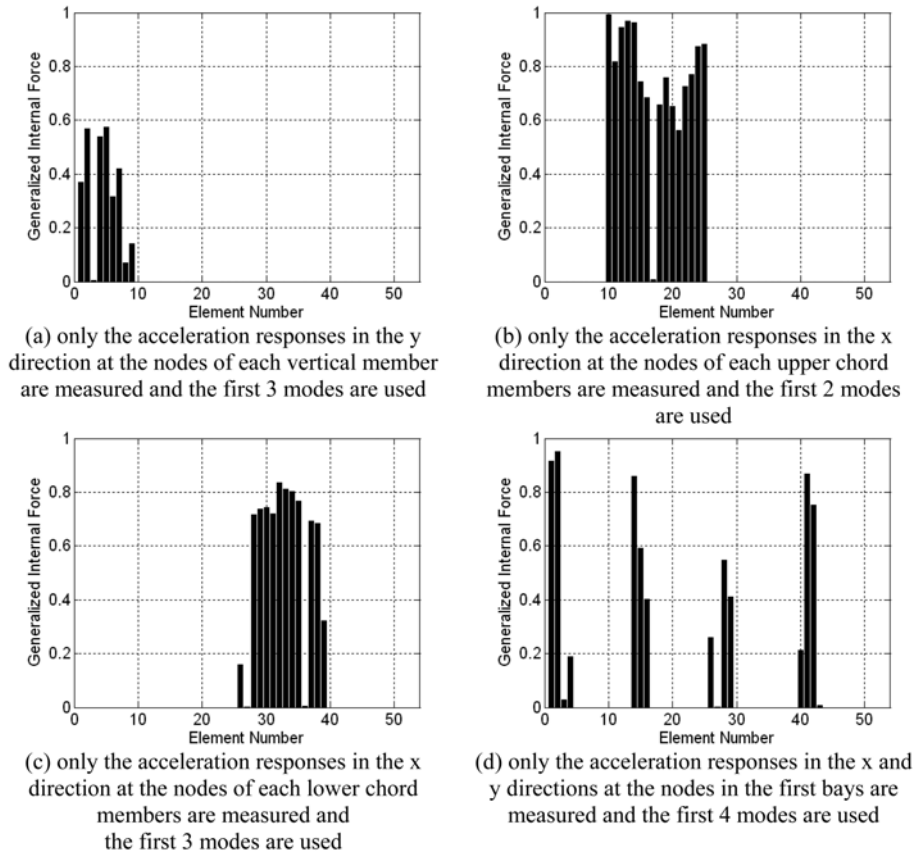 1
0.8
0.6
0.4
0.2
0
Generalized Internal Force
0 10 20 30 40 50
Element Number
(a) only the acceleration responses in the y
direction at the nodes of each vertical member
are measured and the first 3 modes are used
1
0.8
0.6
0.4
0.2
0
Generalized Internal Force
0 10 20 30 40 50
Element Number
(b) only the acceleration responses in the x
direction at the nodes of each upper chord
members are measured and the first 2 modes
are used
1
0.8
0.6
0.4
0.2
0
Generalized Internal Force
0 10 20 30 40 50
Element Number
(c) only the acceleration responses in the x
direction at the nodes of each lower chord
members are measured and
the first 3 modes are used
1
0.8
0.6
0.4
0.2
0
Generalized Internal Force
0 10 20 30 40 50
Element Number
(d) only the acceleration responses in the x and
y directions at the nodes in the first bays are
measured and the first 4 modes are used